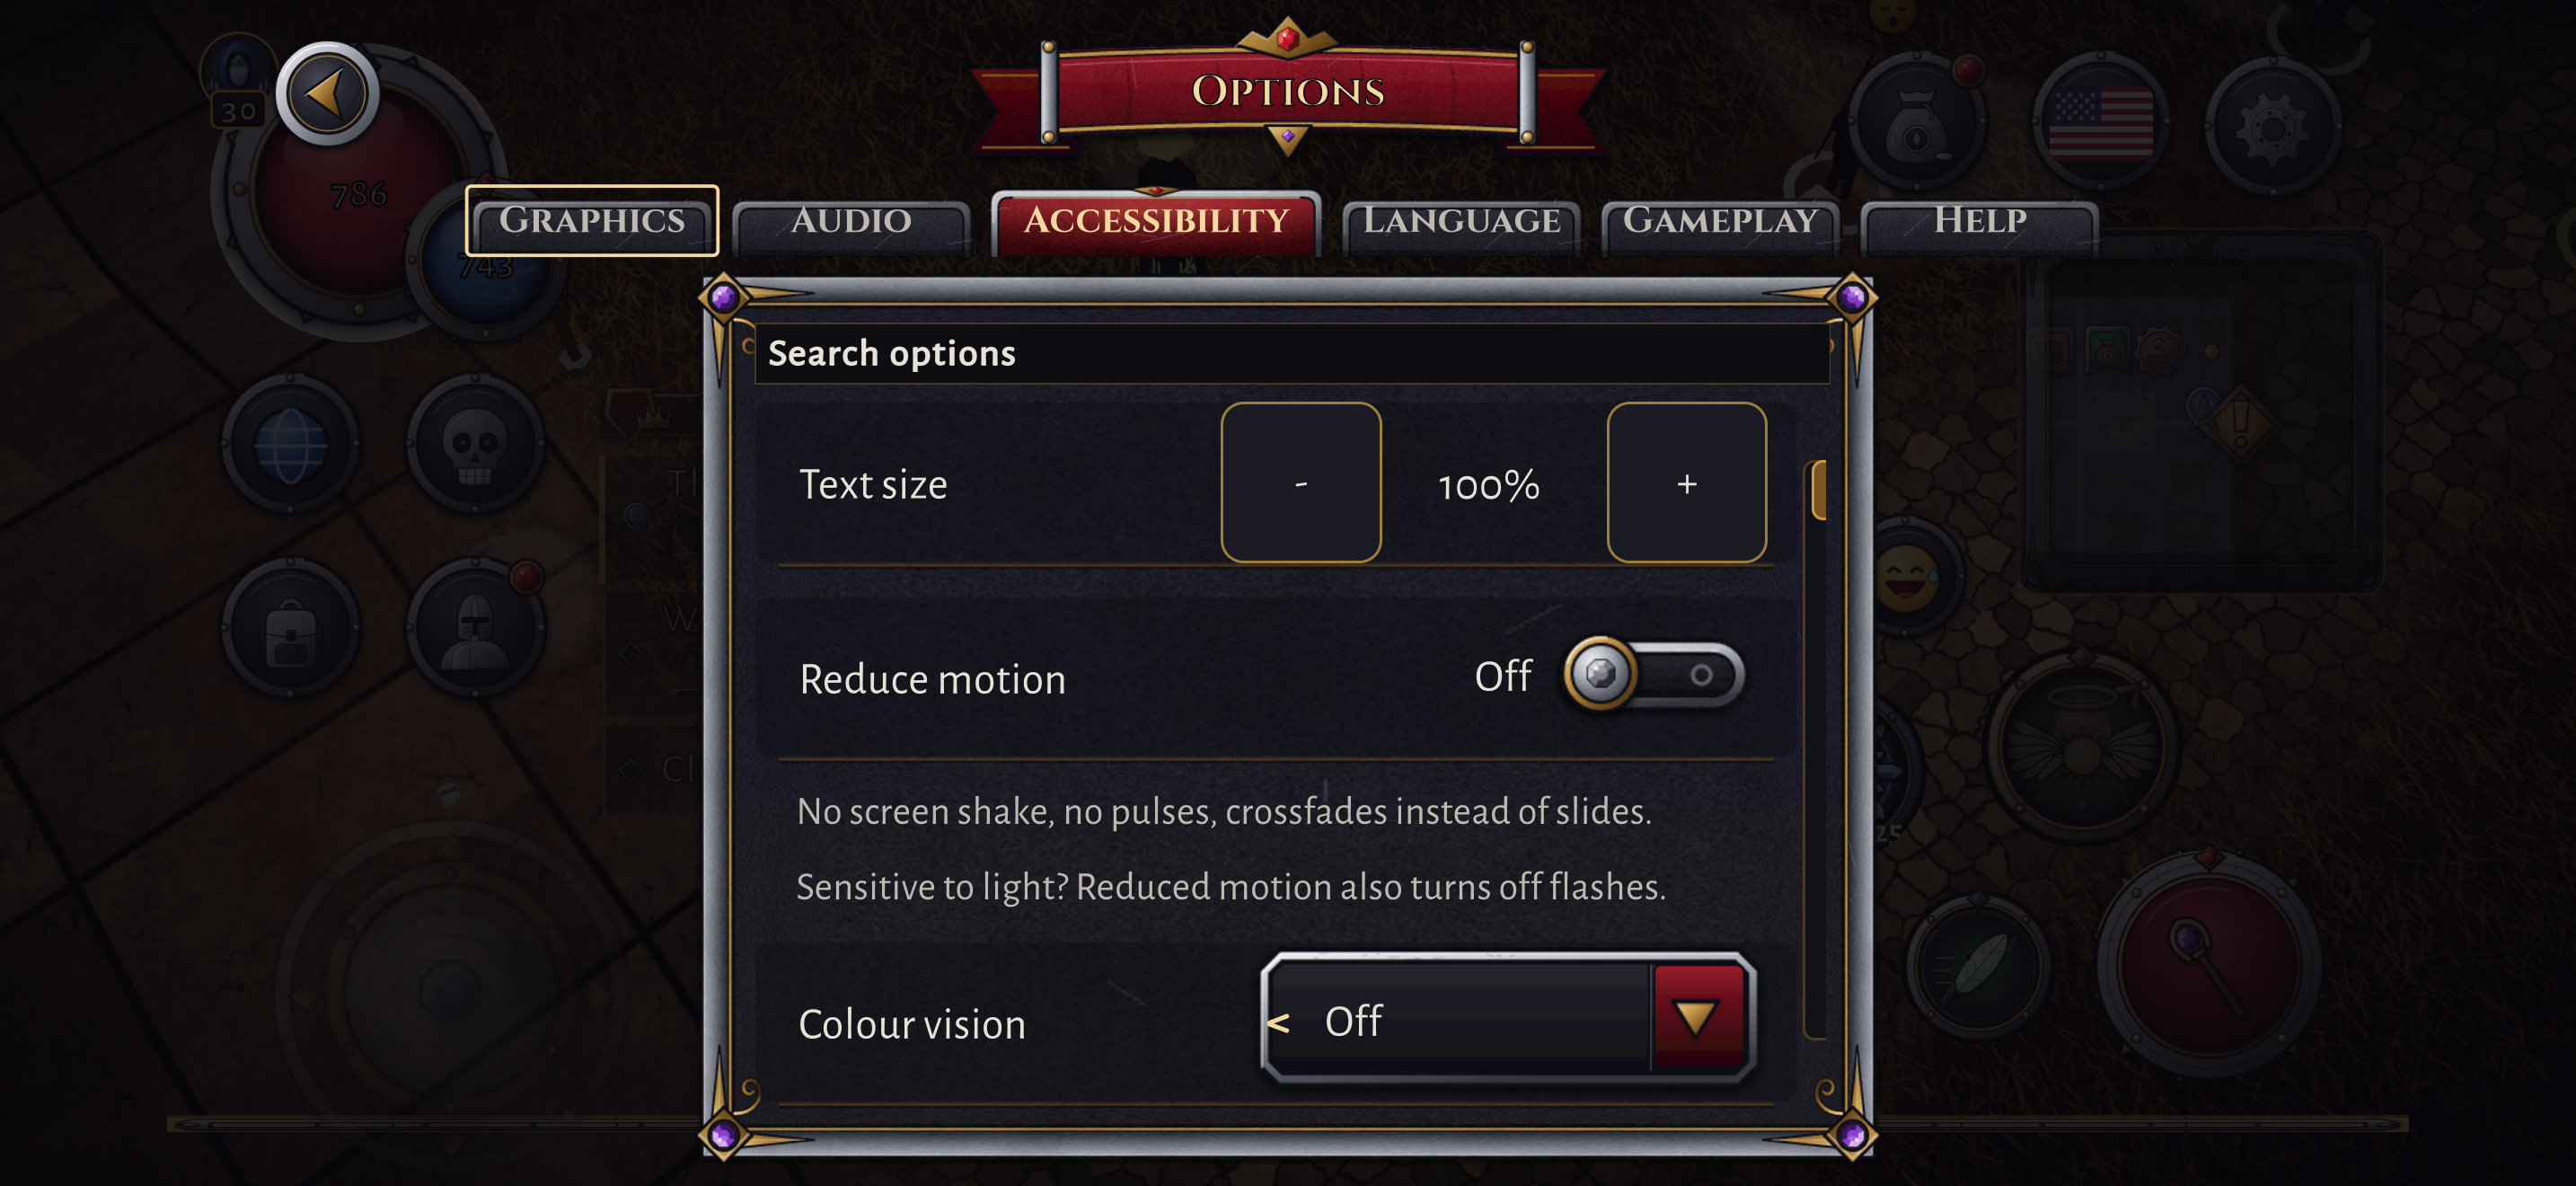 Options
30
786
743
Graphics
Audio
Accessibility
Language
Gameplay
Help
Search options
Text size
-
100%
+
Reduce motion
Off
No screen shake, no pulses, crossfades instead of slides.
Sensitive to light? Reduced motion also turns off flashes.
Colour vision
<
Off
25